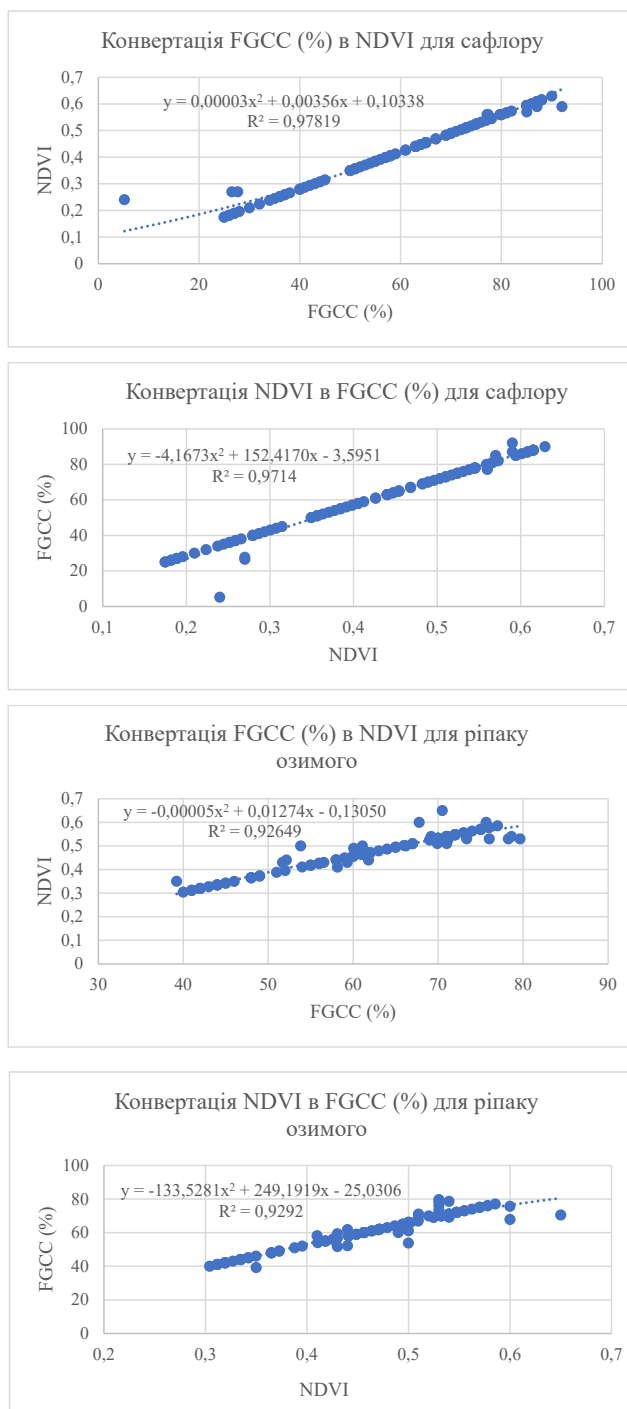 Конвертація FGCC (%) в NDVI для сафлору
y = 0,00003x² + 0,00356x + 0,10338
R² = 0,97819
NDVI
0,7
0,6
0,5
0,4
0,3
0,2
0,1
0
0 20 40 60 80 100
FGCC (%)
Конвертація NDVI в FGCC (%) для сафлору
y = -4,1673x² + 152,4170x - 3,5951
R² = 0,9714
FGCC (%)
100
80
60
40
20
0
0,1 0,2 0,3 0,4 0,5 0,6 0,7
NDVI
Конвертація FGCC (%) в NDVI для ріпаку
озимого
y = -0,00005x² + 0,01274x - 0,13050
R² = 0,92649
NDVI
0,7
0,6
0,5
0,4
0,3
0,2
0,1
0
30 40 50 60 70 80 90
FGCC (%)
Конвертація NDVI в FGCC (%) для ріпаку
озимого
y = -133,5281x² + 249,1919x - 25,0306
R² = 0,9292
FGCC (%)
100
80
60
40
20
0
0,2 0,3 0,4 0,5 0,6 0,7
NDVI